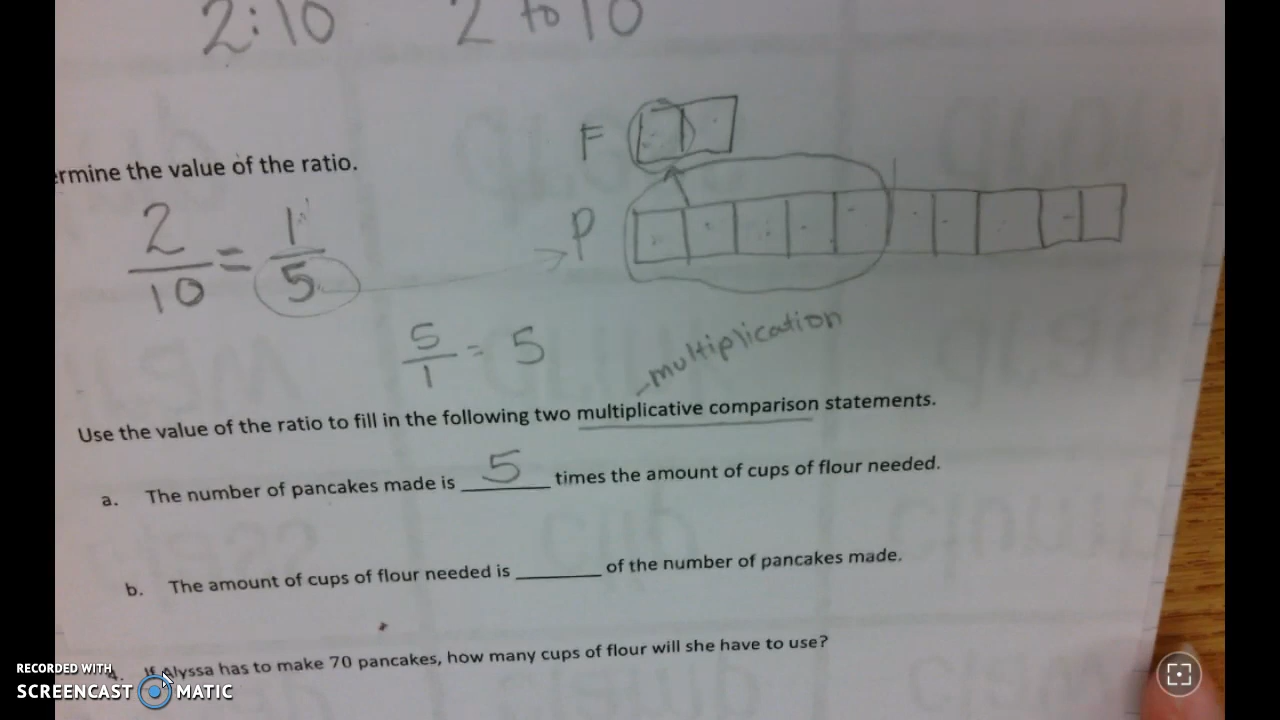 2:10 2 to 10
F
ermine the value of the ratio.
P
2/10 = 1/5
5/1 = 5
multiplication
Use the value of the ratio to fill in the following two multiplicative comparison statements.
a. The number of pancakes made is 5 times the amount of cups of flour needed.
b. The amount of cups of flour needed is ________ of the number of pancakes made.
4. If Alyssa has to make 70 pancakes, how many cups of flour will she have to use?
RECORDED WITH
SCREENCAST MATIC